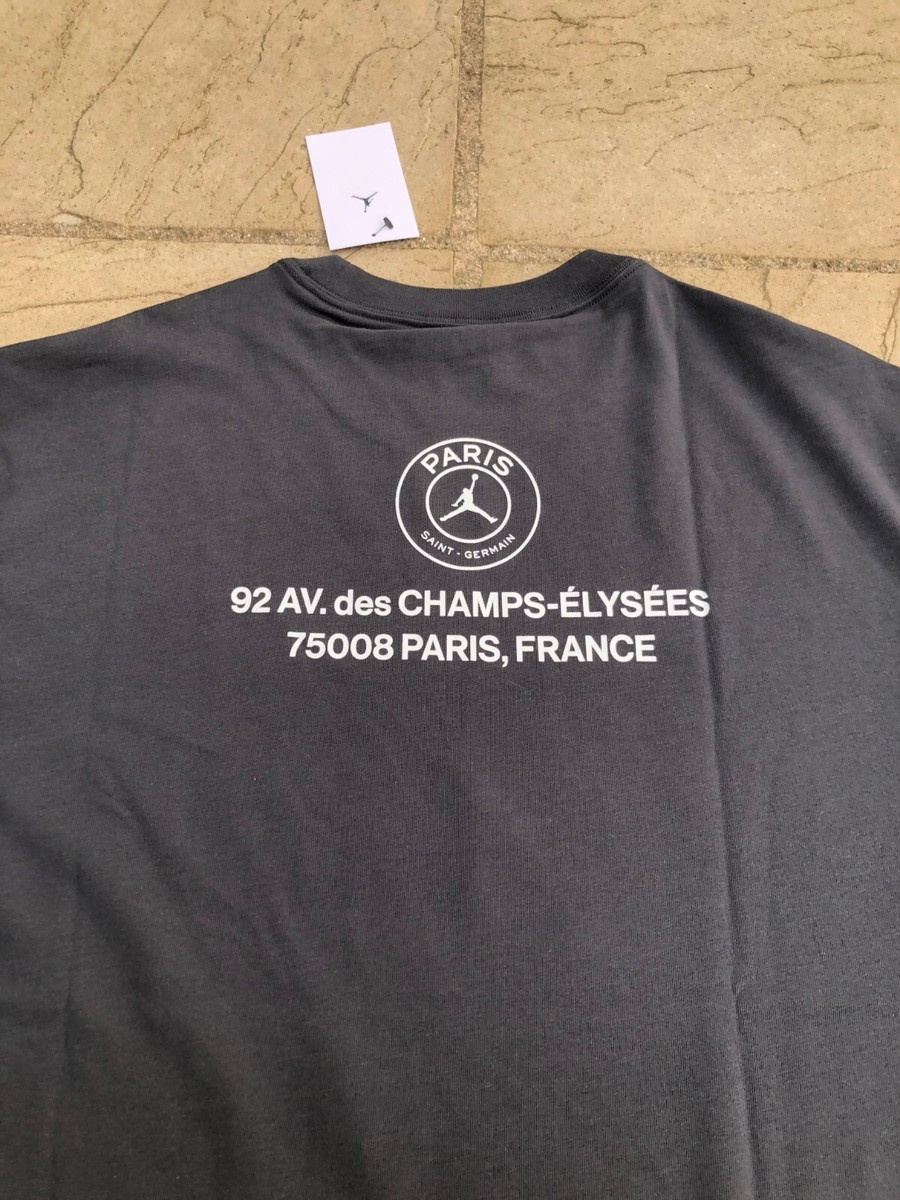 PARIS
SAINT - GERMAIN
92 AV. des CHAMPS-ÉLYSÉES
75008 PARIS, FRANCE